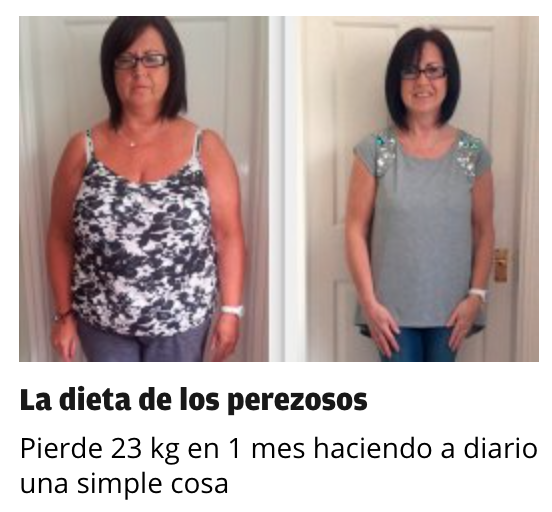 La dieta de los perezosos
Pierde 23 kg en 1 mes haciendo a diario
una simple cosa